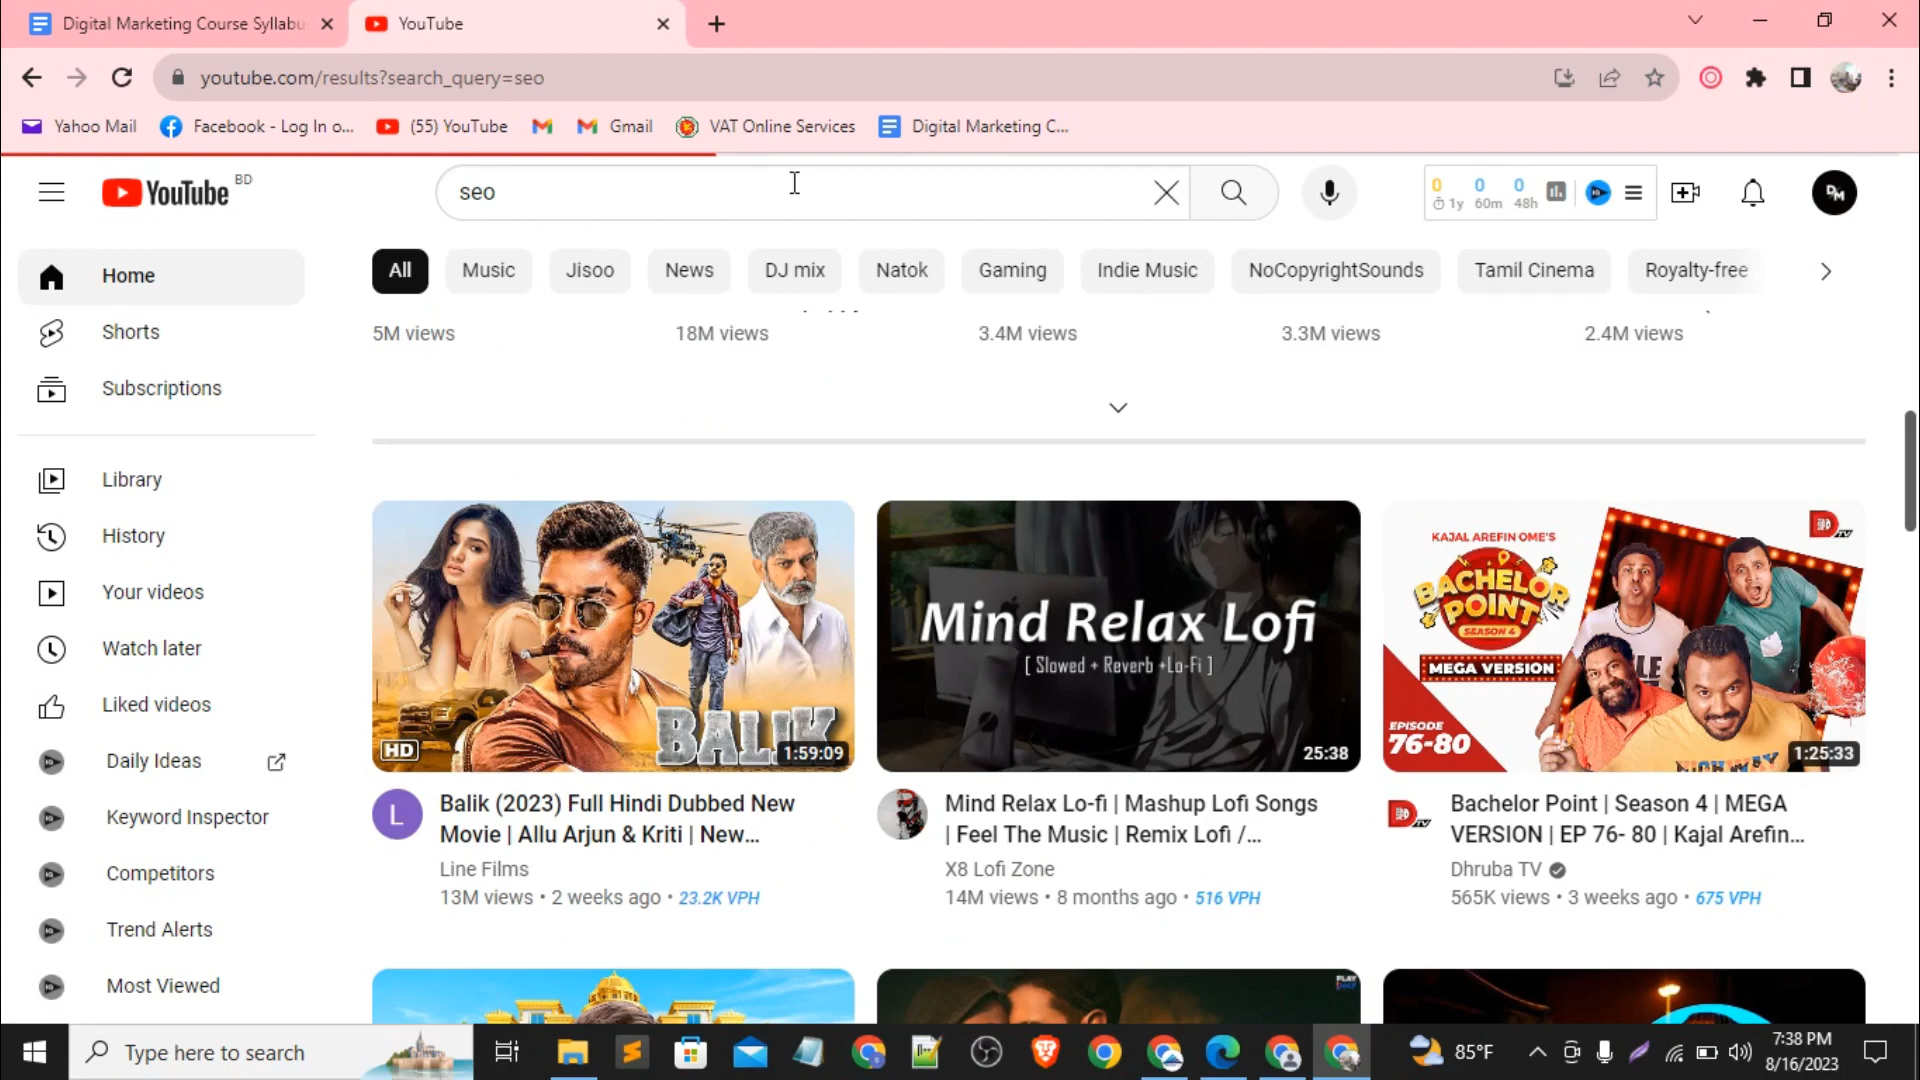 Digital Marketing Course Syllabu
YouTube
youtube.com/results?search_query=seo
Yahoo Mail
Facebook - Log In o...
(55) YouTube
Gmail
VAT Online Services
Digital Marketing C...
YouTube BD
seo
0 0 0
1y 60m 48h
DM
All
Music
Jisoo
News
DJ mix
Natok
Gaming
Indie Music
NoCopyrightSounds
Tamil Cinema
Royalty-free
Home
Shorts
Subscriptions
Library
History
Your videos
Watch later
Liked videos
Daily Ideas
Keyword Inspector
Competitors
Trend Alerts
Most Viewed
5M views
18M views
3.4M views
3.3M views
2.4M views
BALIK
HD
1:59:09
Mind Relax Lofi
[ Slowed + Reverb +Lo-Fi ]
25:38
KAJAL AREFIN OME'S
BACHELOR
POINT
SEASON 4
MEGA VERSION
EPISODE
76-80
1:25:33
L
Balik (2023) Full Hindi Dubbed New
Movie | Allu Arjun & Kriti | New...
Line Films
13M views • 2 weeks ago • 23.2K VPH
Mind Relax Lo-fi | Mashup Lofi Songs
| Feel The Music | Remix Lofi /...
X8 Lofi Zone
14M views • 8 months ago • 516 VPH
Bachelor Point | Season 4 | MEGA
VERSION | EP 76- 80 | Kajal Arefin...
Dhruba TV
565K views • 3 weeks ago • 675 VPH
Type here to search
85°F
7:38 PM
8/16/2023